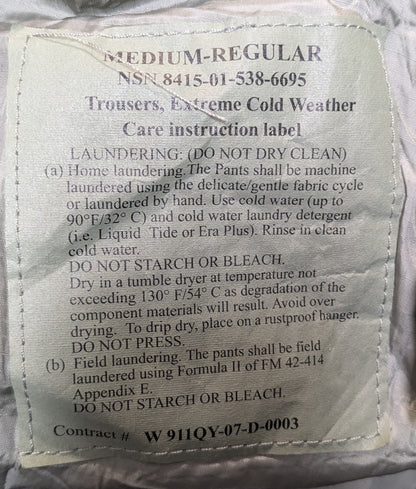 MEDIUM-REGULAR
NSN 8415-01-538-6695
Trousers, Extreme Cold Weather
Care instruction label
LAUNDERING: (DO NOT DRY CLEAN)
(a) Home laundering. The Pants shall be machine
laundered using the delicate/gentle fabric cycle
or laundered by hand. Use cold water (up to
90°F/32° C) and cold water laundry detergent
(i.e. Liquid Tide or Era Plus). Rinse in clean
cold water.
DO NOT STARCH OR BLEACH.
Dry in a tumble dryer at temperature not
exceeding 130° F/54° C as degradation of the
component materials will result. Avoid over
drying. To drip dry, place on a rustproof hanger.
DO NOT PRESS.
(b) Field laundering. The pants shall be field
laundered using Formula II of FM 42-414
Appendix E.
DO NOT STARCH OR BLEACH.
Contract # W 911QY-07-D-0003